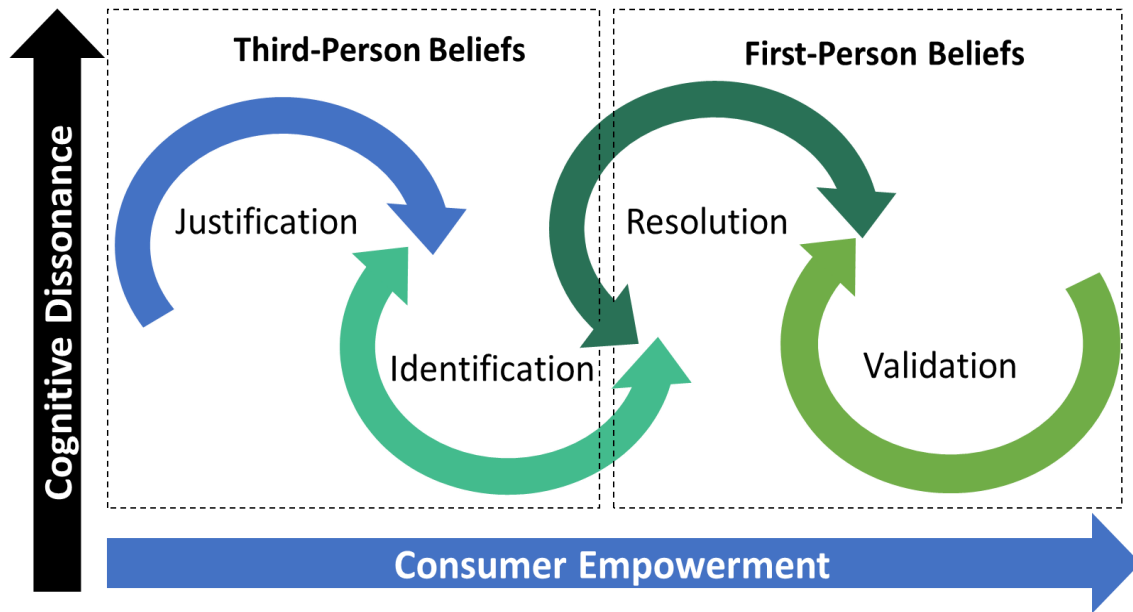 Third-Person Beliefs
First-Person Beliefs
Cognitive Dissonance
Justification
Resolution
Identification
Validation
Consumer Empowerment